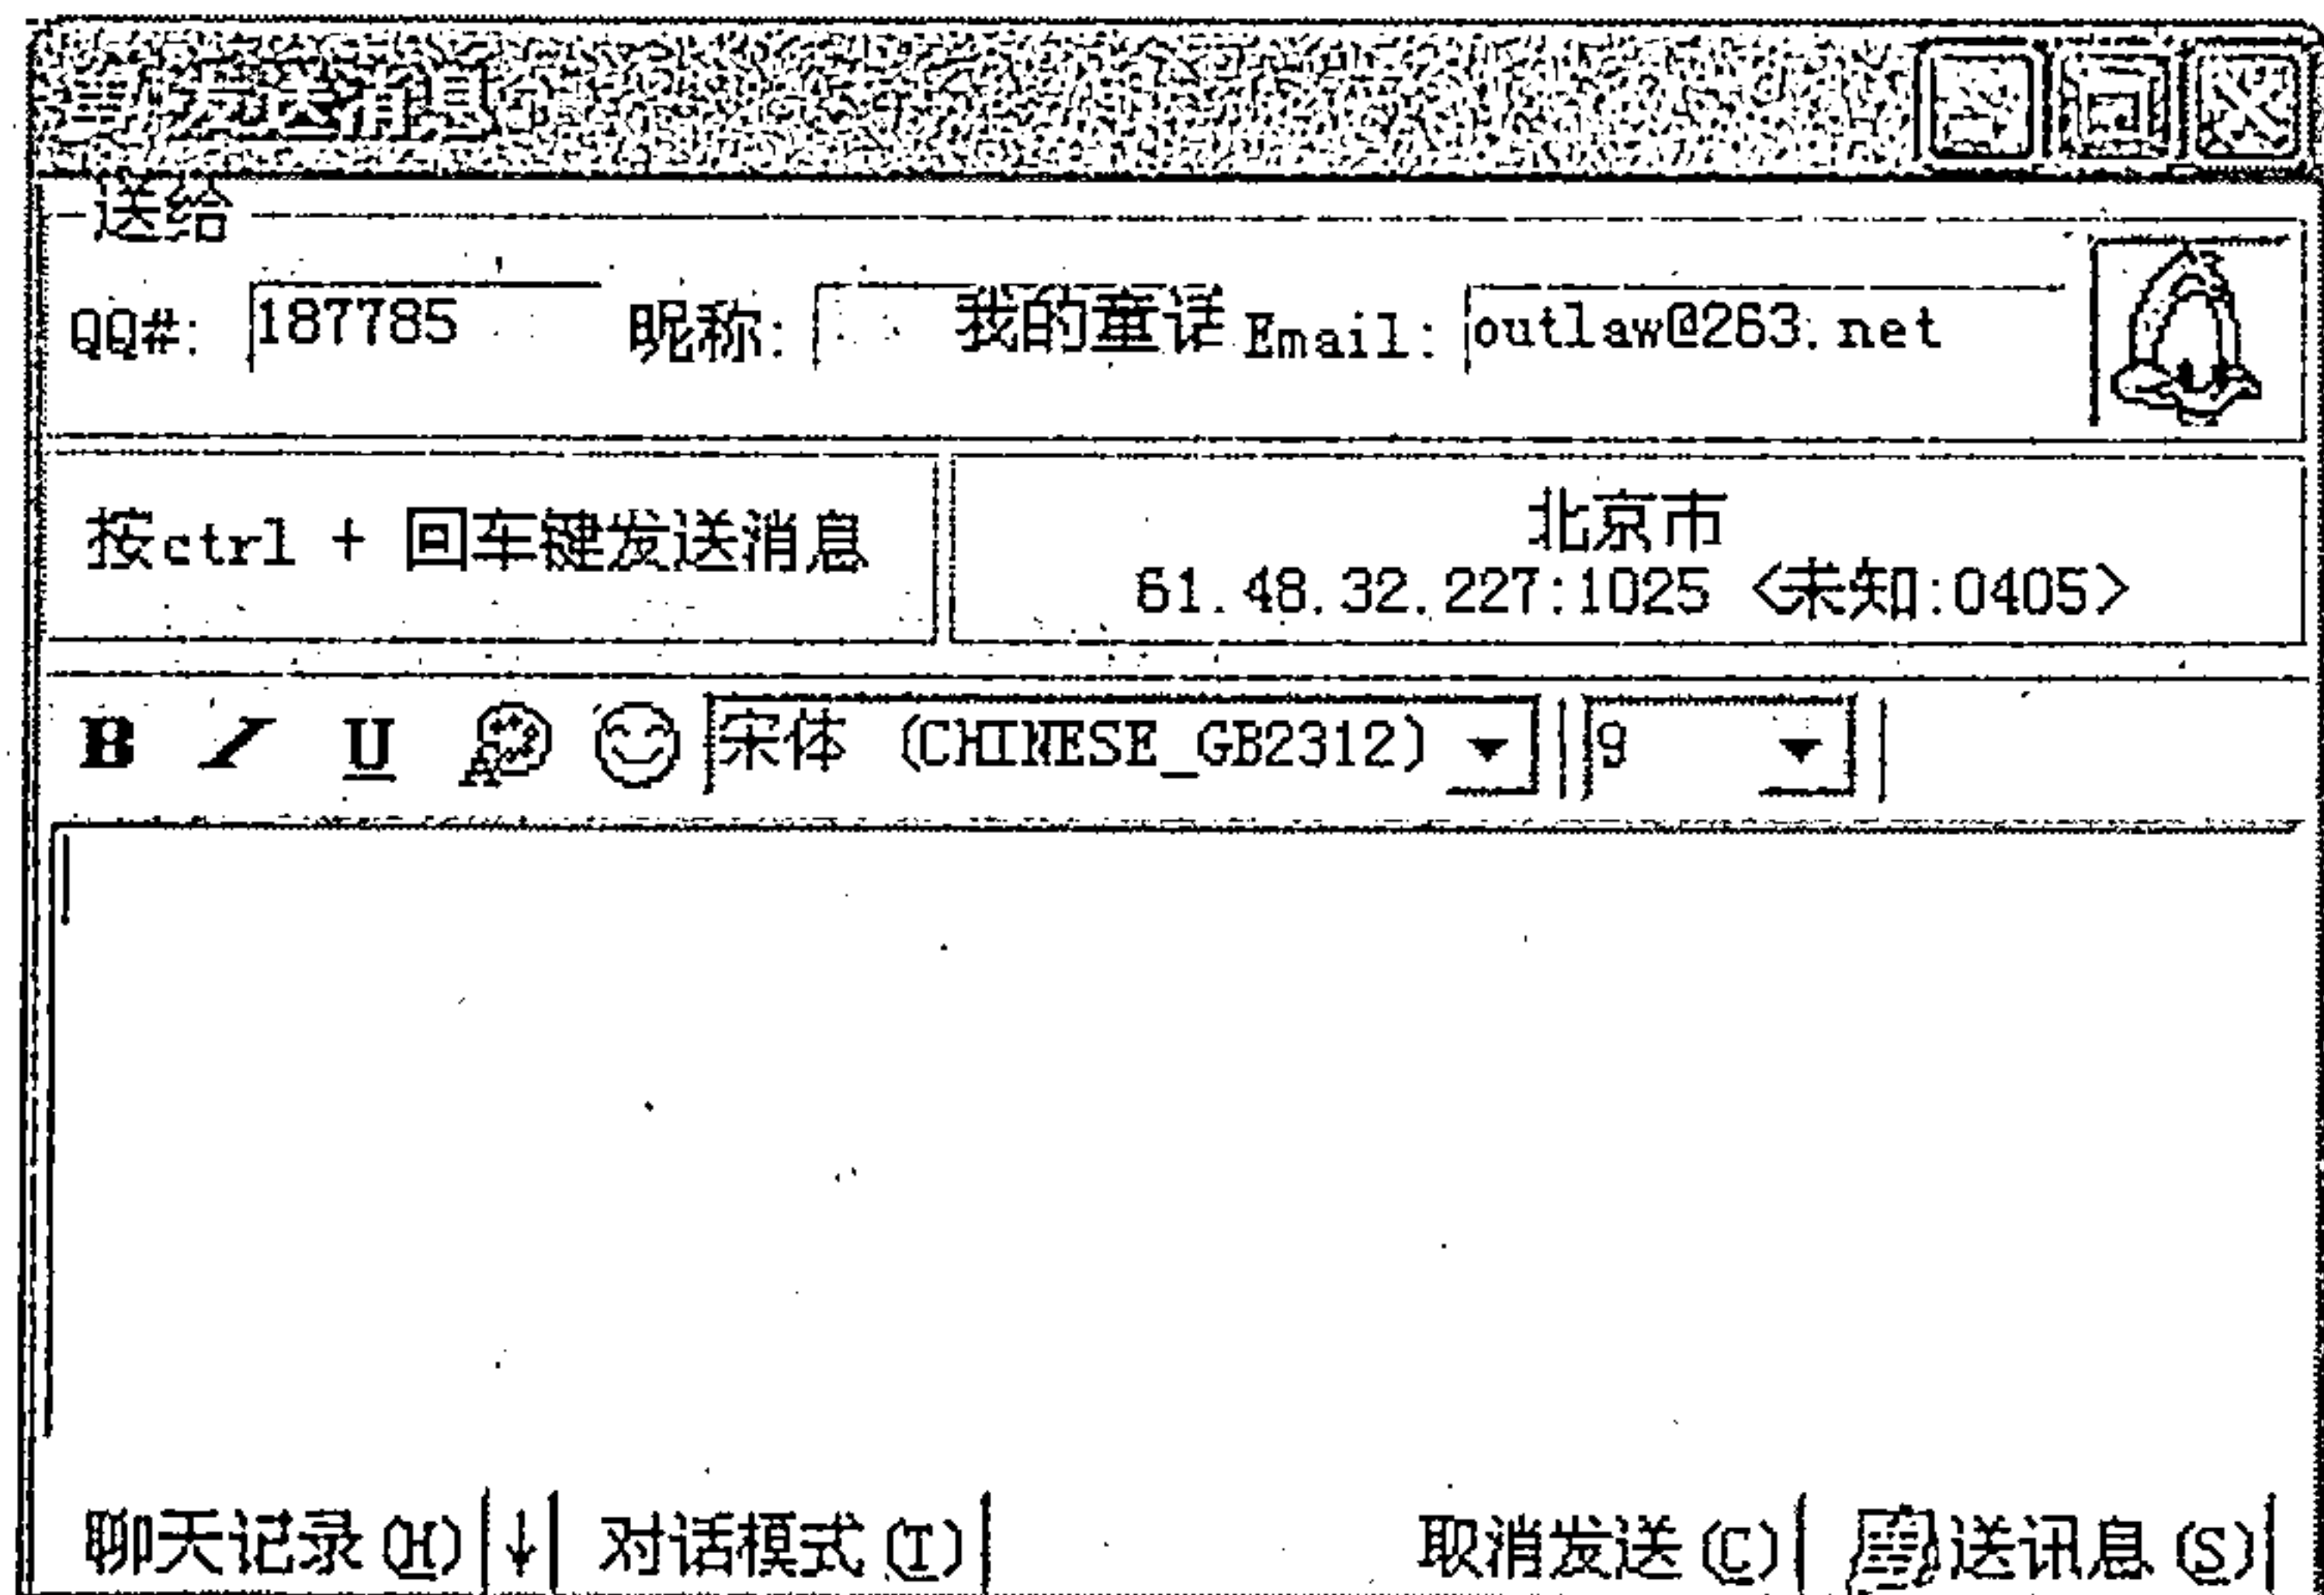 发送消息
送给
QQ#: 187785 昵称: 我的童话 Email: outlaw@263.net
按ctrl + 回车键发送消息
北京市
61.48.32.227:1025 <未知:0405>
B I U A 宋体 (CHINESE_GB2312) 9
聊天记录(H) ↓ 对话模式(T) 取消发送(C) 送讯息(S)